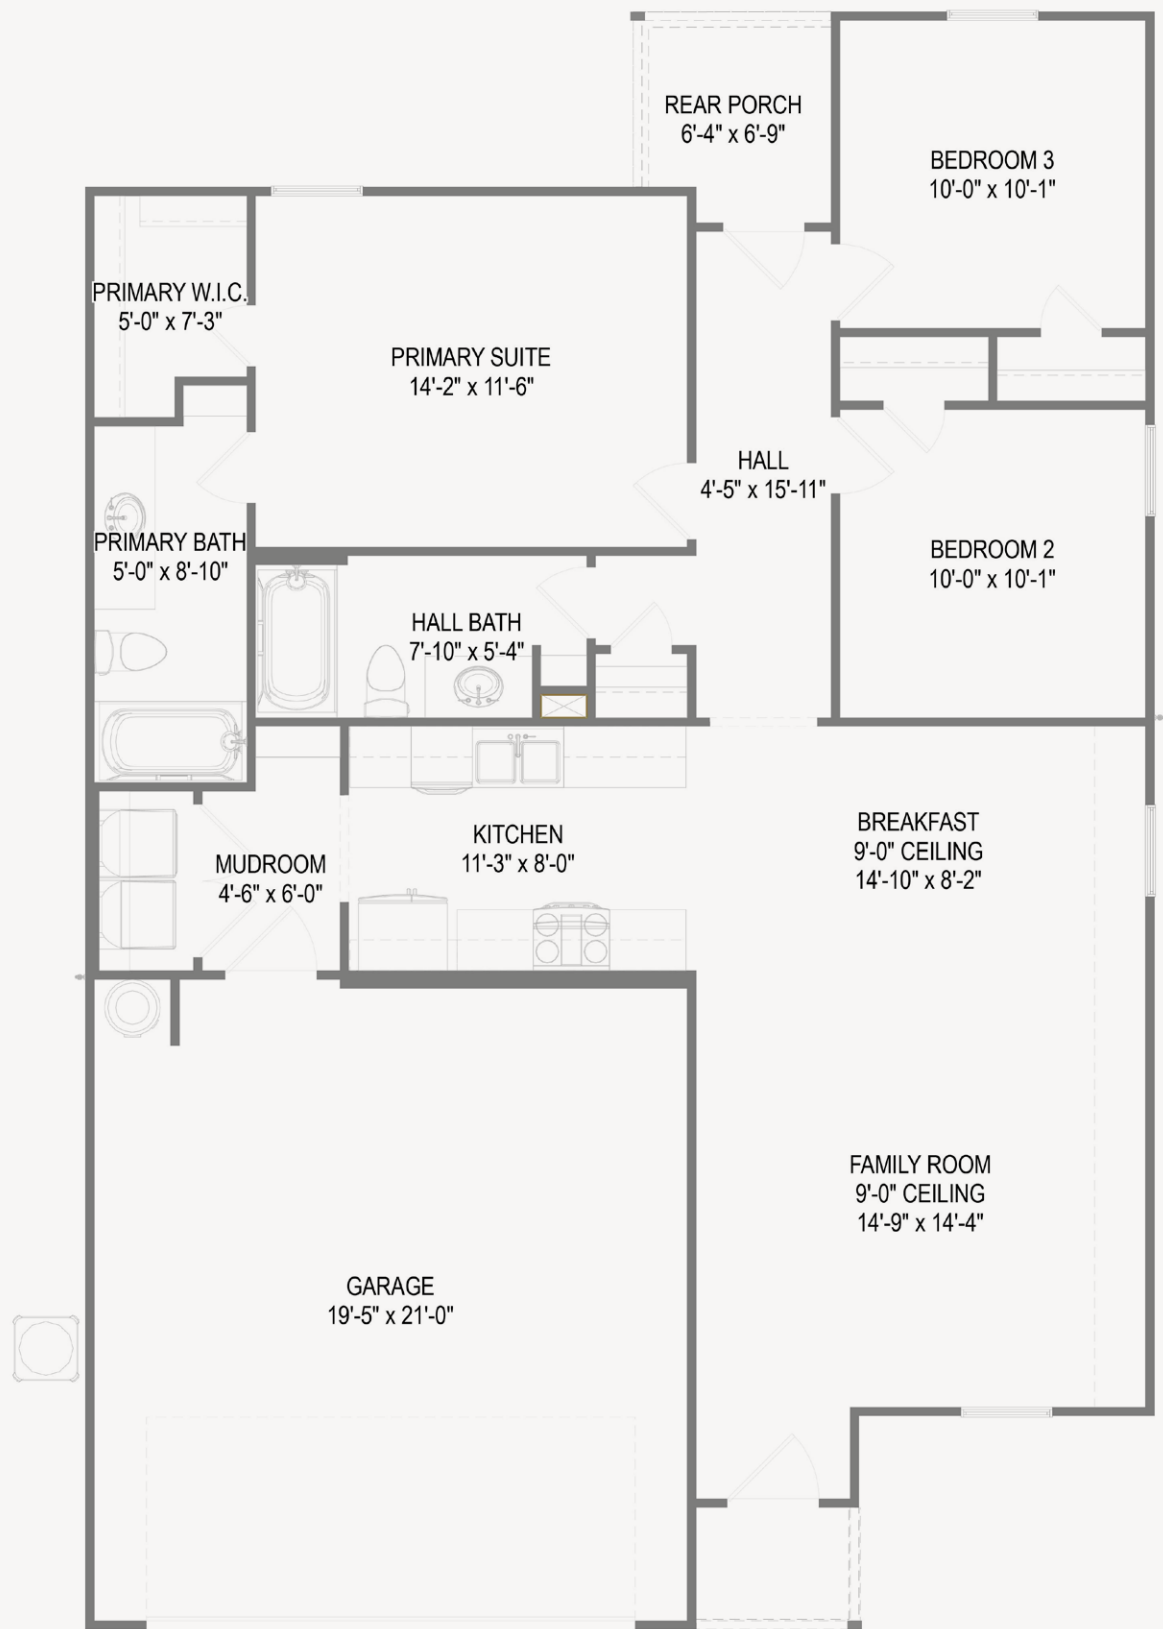 REAR PORCH
6'-4" x 6'-9"
BEDROOM 3
10'-0" x 10'-1"
PRIMARY W.I.C.
5'-0" x 7'-3"
PRIMARY SUITE
14'-2" x 11'-6"
HALL
4'-5" x 15'-11"
PRIMARY BATH
5'-0" x 8'-10"
BEDROOM 2
10'-0" x 10'-1"
HALL BATH
7'-10" x 5'-4"
KITCHEN
11'-3" x 8'-0"
BREAKFAST
9'-0" CEILING
14'-10" x 8'-2"
MUDROOM
4'-6" x 6'-0"
FAMILY ROOM
9'-0" CEILING
14'-9" x 14'-4"
GARAGE
19'-5" x 21'-0"